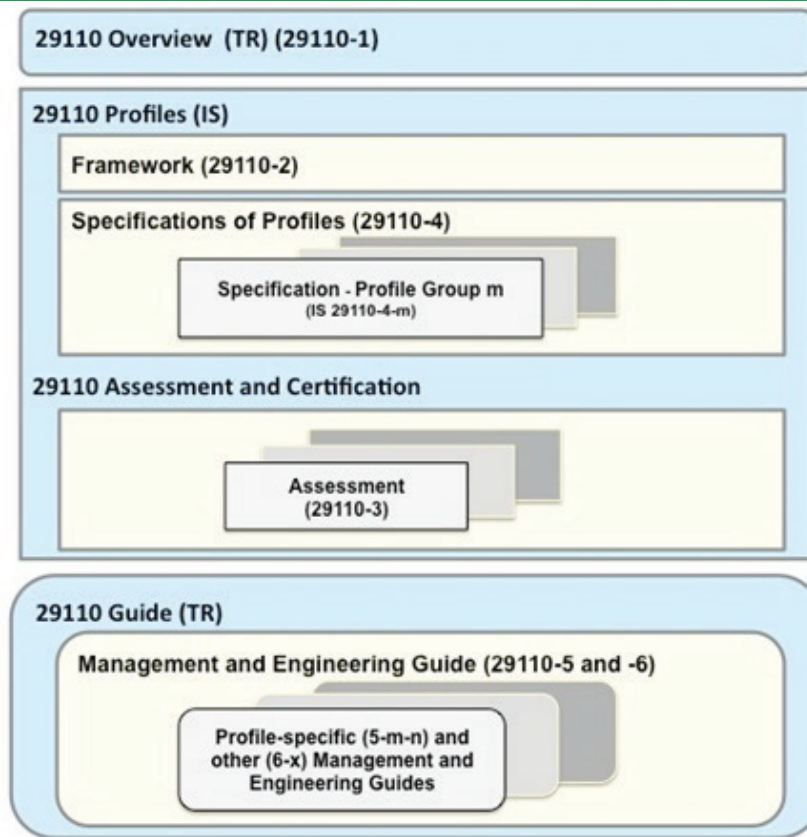 29110 Overview (TR) (29110-1)
29110 Profiles (IS)
Framework (29110-2)
Specifications of Profiles (29110-4)
Specification - Profile Group m
(IS 29110-4-m)
29110 Assessment and Certification
Assessment
(29110-3)
29110 Guide (TR)
Management and Engineering Guide (29110-5 and -6)
Profile-specific (5-m-n) and
other (6-x) Management and
Engineering Guides